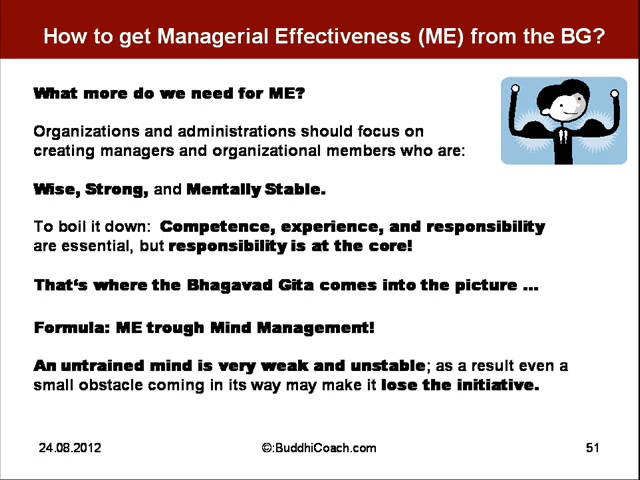 How to get Managerial Effectiveness (ME) from the BG?
What more do we need for ME?
Organizations and administrations should focus on
creating managers and organizational members who are:
Wise, Strong, and Mentally Stable.
To boil it down: Competence, experience, and responsibility
are essential, but responsibility is at the core!
That‘s where the Bhagavad Gita comes into the picture ...
Formula: ME trough Mind Management!
An untrained mind is very weak and unstable; as a result even a
small obstacle coming in its way may make it lose the initiative.
24.08.2012
©:BuddhiCoach.com
51